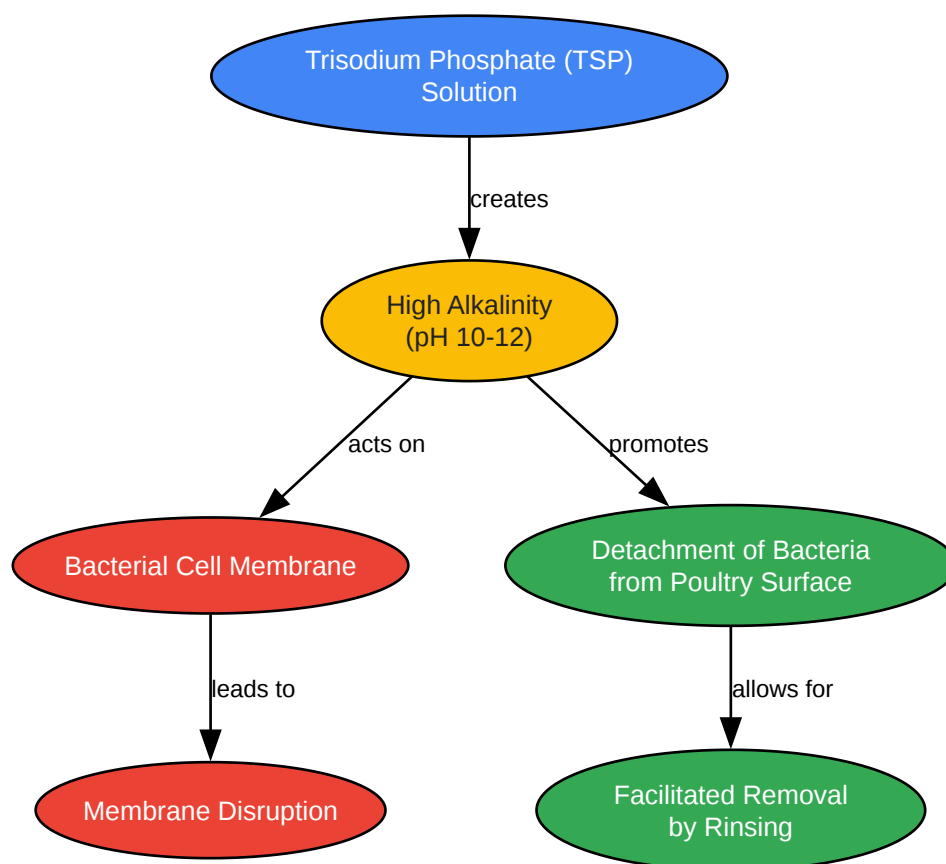 Trisodium Phosphate (TSP)
Solution
creates
High Alkalinity
(pH 10-12)
acts on
promotes
Bacterial Cell Membrane
Detachment of Bacteria
from Poultry Surface
leads to
allows for
Membrane Disruption
Facilitated Removal
by Rinsing